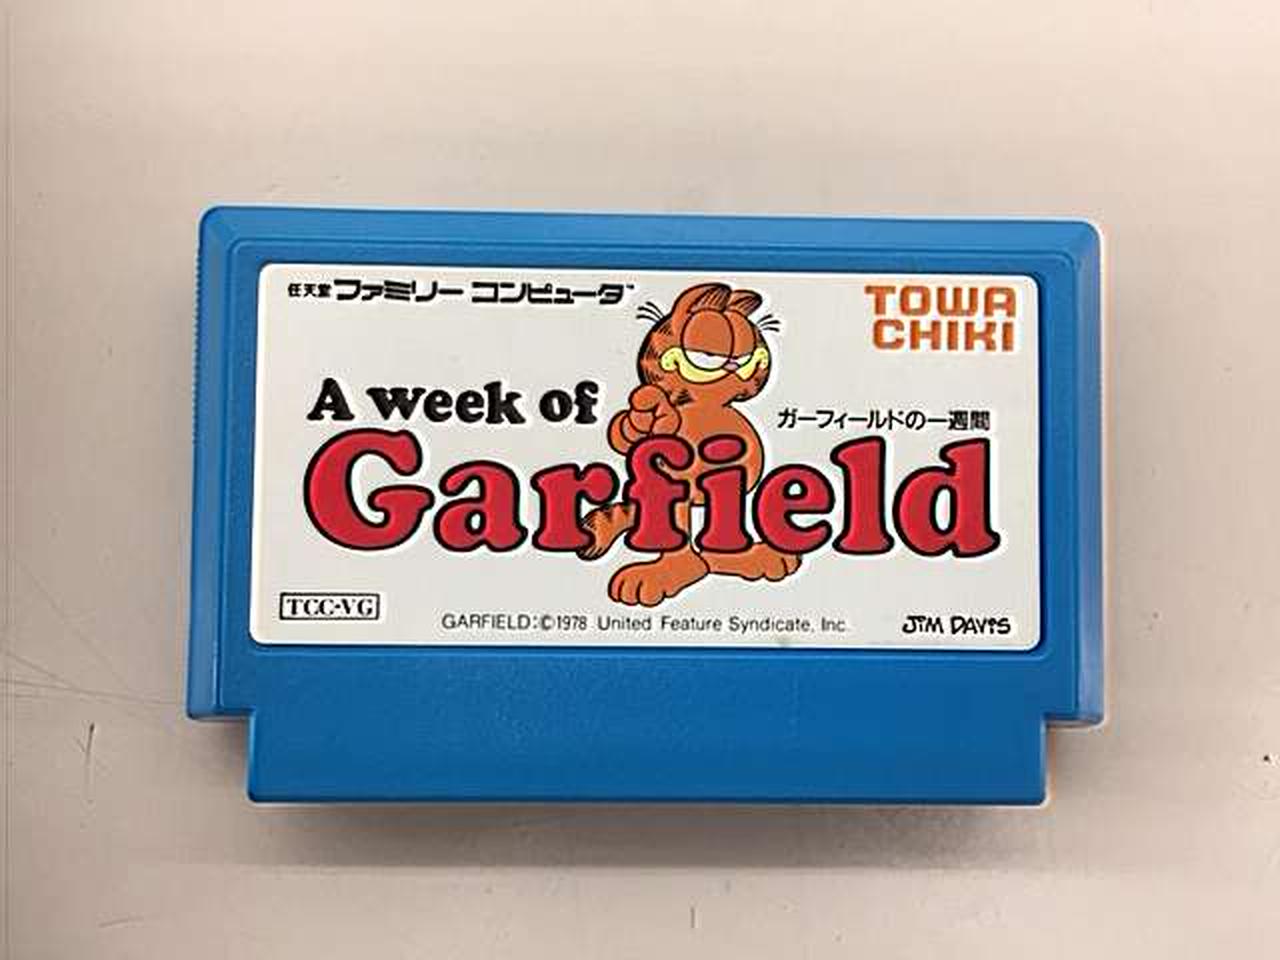 任天堂 ファミリー コンピュータ™
TOWA
CHIKI
A week of
ガーフィールドの一週間
Garfield
TCC-VG
GARFIELD:©1978 United Feature Syndicate, Inc.
JIM DAVIS